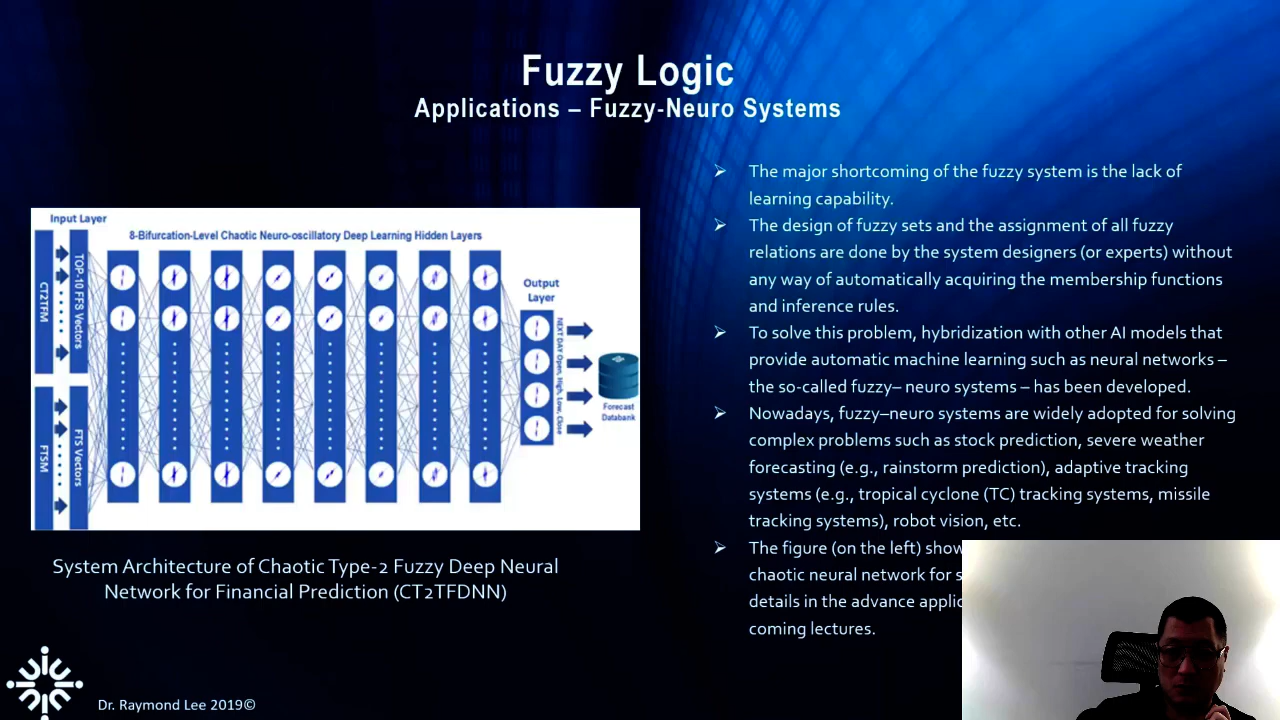 Fuzzy Logic
Applications – Fuzzy-Neuro Systems
Input Layer
8-Bifurcation-Level Chaotic Neuro-oscillatory Deep Learning Hidden Layers
CT2TFM
TOP-10 FFS Vectors
FTSM
FTS Vectors
Output
Layer
NEXT DAY Open, High, Low, Close
Forecast
Databank
System Architecture of Chaotic Type-2 Fuzzy Deep Neural
Network for Financial Prediction (CT2TFDNN)
➢ The major shortcoming of the fuzzy system is the lack of
learning capability.
➢ The design of fuzzy sets and the assignment of all fuzzy
relations are done by the system designers (or experts) without
any way of automatically acquiring the membership functions
and inference rules.
➢ To solve this problem, hybridization with other AI models that
provide automatic machine learning such as neural networks –
the so-called fuzzy– neuro systems – has been developed.
➢ Nowadays, fuzzy–neuro systems are widely adopted for solving
complex problems such as stock prediction, severe weather
forecasting (e.g., rainstorm prediction), adaptive tracking
systems (e.g., tropical cyclone (TC) tracking systems, missile
tracking systems), robot vision, etc.
➢ The figure (on the left) show
chaotic neural network for s
details in the advance applic
coming lectures.
Dr. Raymond Lee 2019©